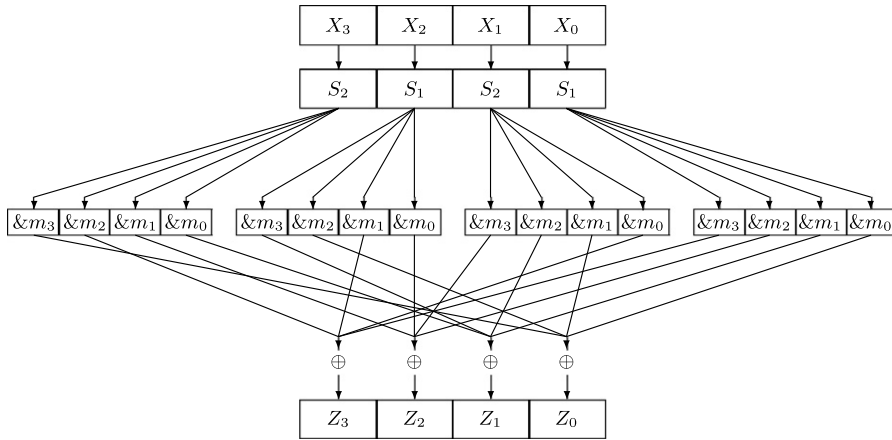 X₃ X₂ X₁ X₀
S₂ S₁ S₂ S₁
&m₃ &m₂ &m₁ &m₀ &m₃ &m₂ &m₁ &m₀ &m₃ &m₂ &m₁ &m₀ &m₃ &m₂ &m₁ &m₀
⊕ ⊕ ⊕ ⊕
Z₃ Z₂ Z₁ Z₀